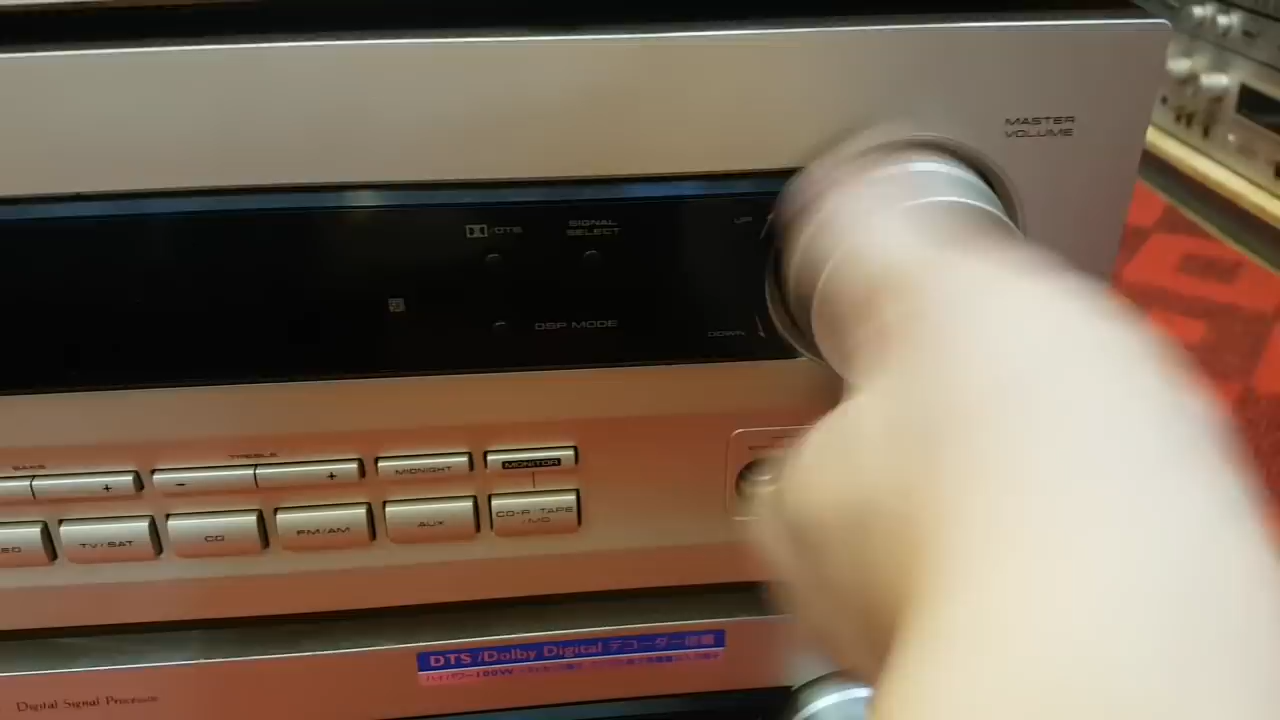 MASTER
VOLUME
UP
/DTS
SIGNAL
SELECT
DSP MODE
DOWN
BASS
TREBLE
+
−
+
MIDNIGHT
MONITOR
TV/SAT
CD
FM/AM
AUX
CD-R/TAPE
/MD
DTS/Dolby Digital デコーダー搭載
Digital Signal Processor